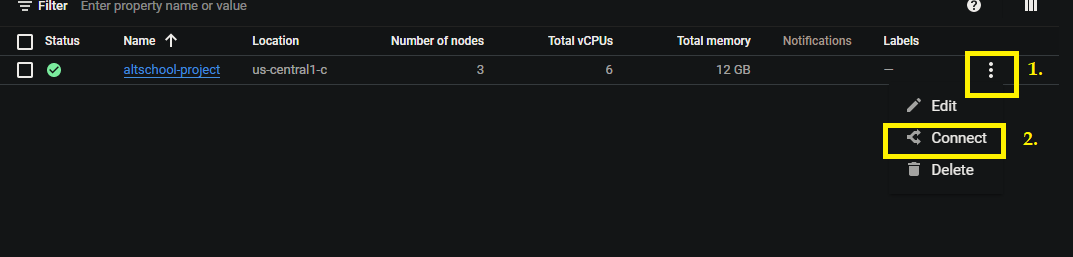 Filter Enter property name or value
Status Name Location Number of nodes Total vCPUs Total memory Notifications Labels
altschool-project us-central1-c 3 6 12 GB — 1.
Edit
Connect 2.
Delete